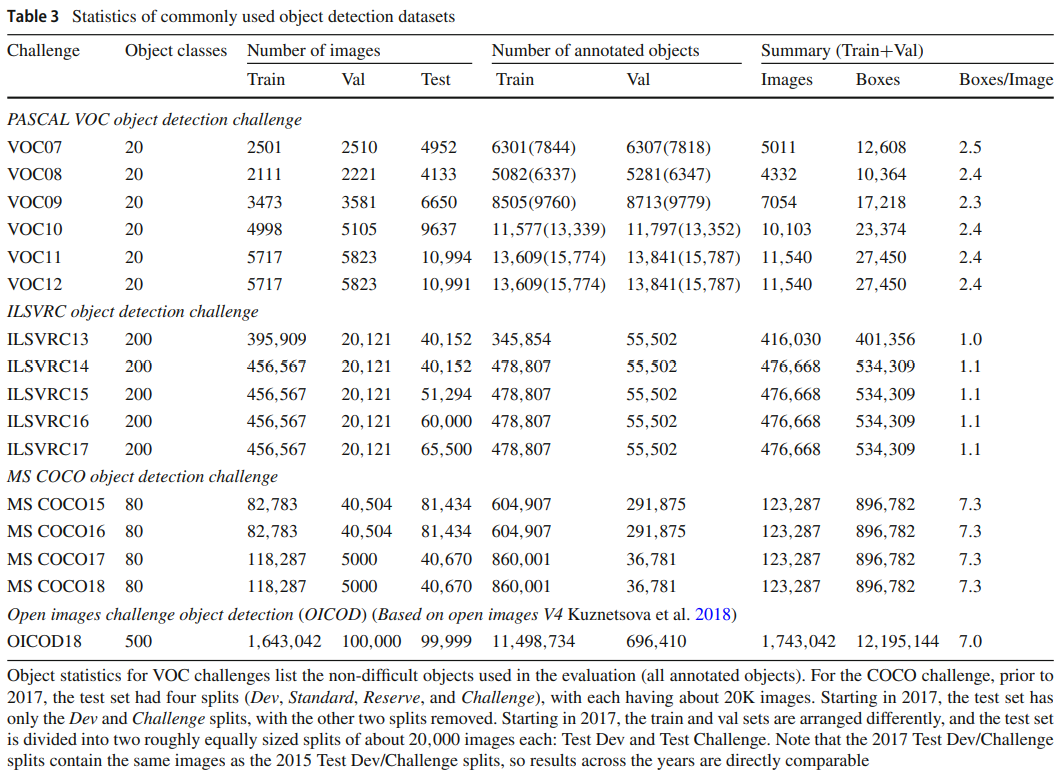 Table 3 Statistics of commonly used object detection datasets
Challenge Object classes Number of images Number of annotated objects Summary (Train+Val)
Train Val Test Train Val Images Boxes Boxes/Image
PASCAL VOC object detection challenge
VOC07 20 2501 2510 4952 6301(7844) 6307(7818) 5011 12,608 2.5
VOC08 20 2111 2221 4133 5082(6337) 5281(6347) 4332 10,364 2.4
VOC09 20 3473 3581 6650 8505(9760) 8713(9779) 7054 17,218 2.3
VOC10 20 4998 5105 9637 11,577(13,339) 11,797(13,352) 10,103 23,374 2.4
VOC11 20 5717 5823 10,994 13,609(15,774) 13,841(15,787) 11,540 27,450 2.4
VOC12 20 5717 5823 10,991 13,609(15,774) 13,841(15,787) 11,540 27,450 2.4
ILSVRC object detection challenge
ILSVRC13 200 395,909 20,121 40,152 345,854 55,502 416,030 401,356 1.0
ILSVRC14 200 456,567 20,121 40,152 478,807 55,502 476,668 534,309 1.1
ILSVRC15 200 456,567 20,121 51,294 478,807 55,502 476,668 534,309 1.1
ILSVRC16 200 456,567 20,121 60,000 478,807 55,502 476,668 534,309 1.1
ILSVRC17 200 456,567 20,121 65,500 478,807 55,502 476,668 534,309 1.1
MS COCO object detection challenge
MS COCO15 80 82,783 40,504 81,434 604,907 291,875 123,287 896,782 7.3
MS COCO16 80 82,783 40,504 81,434 604,907 291,875 123,287 896,782 7.3
MS COCO17 80 118,287 5000 40,670 860,001 36,781 123,287 896,782 7.3
MS COCO18 80 118,287 5000 40,670 860,001 36,781 123,287 896,782 7.3
Open images challenge object detection (OICOD) (Based on open images V4 Kuznetsova et al. 2018)
OICOD18 500 1,643,042 100,000 99,999 11,498,734 696,410 1,743,042 12,195,144 7.0
Object statistics for VOC challenges list the non-difficult objects used in the evaluation (all annotated objects). For the COCO challenge, prior to
2017, the test set had four splits (Dev, Standard, Reserve, and Challenge), with each having about 20K images. Starting in 2017, the test set has
only the Dev and Challenge splits, with the other two splits removed. Starting in 2017, the train and val sets are arranged differently, and the test set
is divided into two roughly equally sized splits of about 20,000 images each: Test Dev and Test Challenge. Note that the 2017 Test Dev/Challenge
splits contain the same images as the 2015 Test Dev/Challenge splits, so results across the years are directly comparable